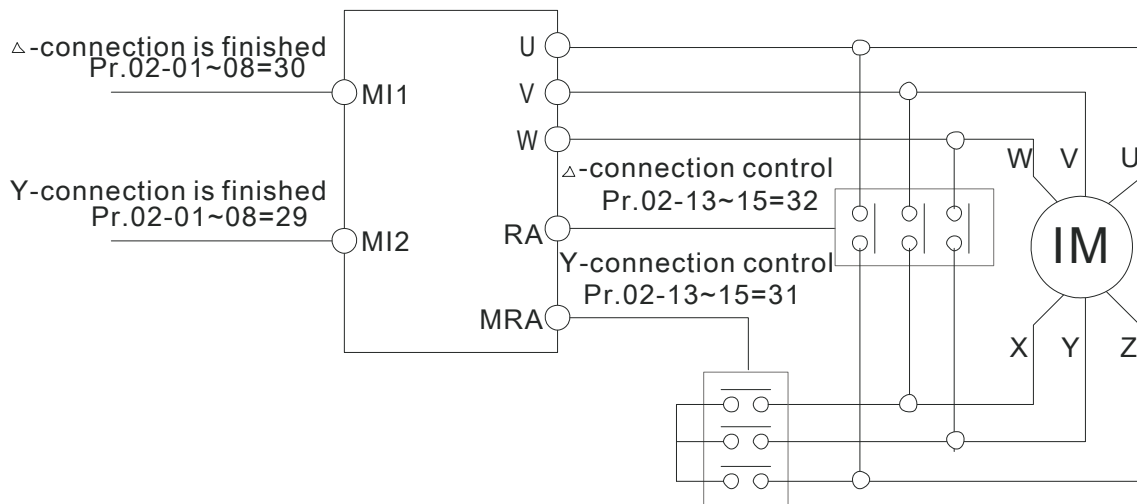 △-connection is finished
Pr.02-01~08=30
MI1
Y-connection is finished
Pr.02-01~08=29
MI2
U
V
W
RA
MRA
△-connection control
Pr.02-13~15=32
Y-connection control
Pr.02-13~15=31
W V U
IM
X Y Z